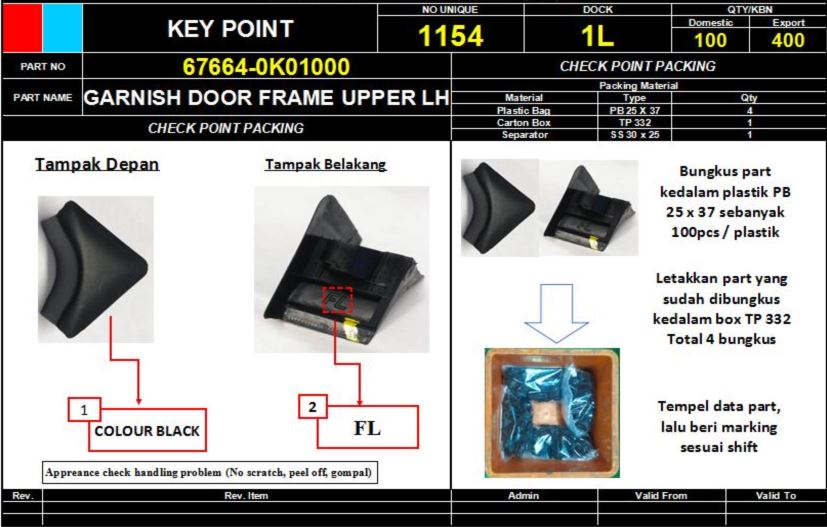 KEY POINT
NO UNIQUE
1154
DOCK
1L
QTY/KBN
Domestic
Export
100
400
PART NO
67664-0K01000
CHECK POINT PACKING
PART NAME
GARNISH DOOR FRAME UPPER LH
Packing Material
Material Type Qty
Plastic Bag PB 25 X 37 4
Carton Box TP 332 1
Separator SS 30 x 25 1
CHECK POINT PACKING
Tampak Depan
Tampak Belakang
FL
1
COLOUR BLACK
2
FL
Appreance check handling problem (No scratch, peel off, gompal)
Bungkus part
kedalam plastik PB
25 x 37 sebanyak
100pcs / plastik
Letakkan part yang
sudah dibungkus
kedalam box TP 332
Total 4 bungkus
Tempel data part,
lalu beri marking
sesuai shift
Rev. Rev. Item Admin Valid From Valid To